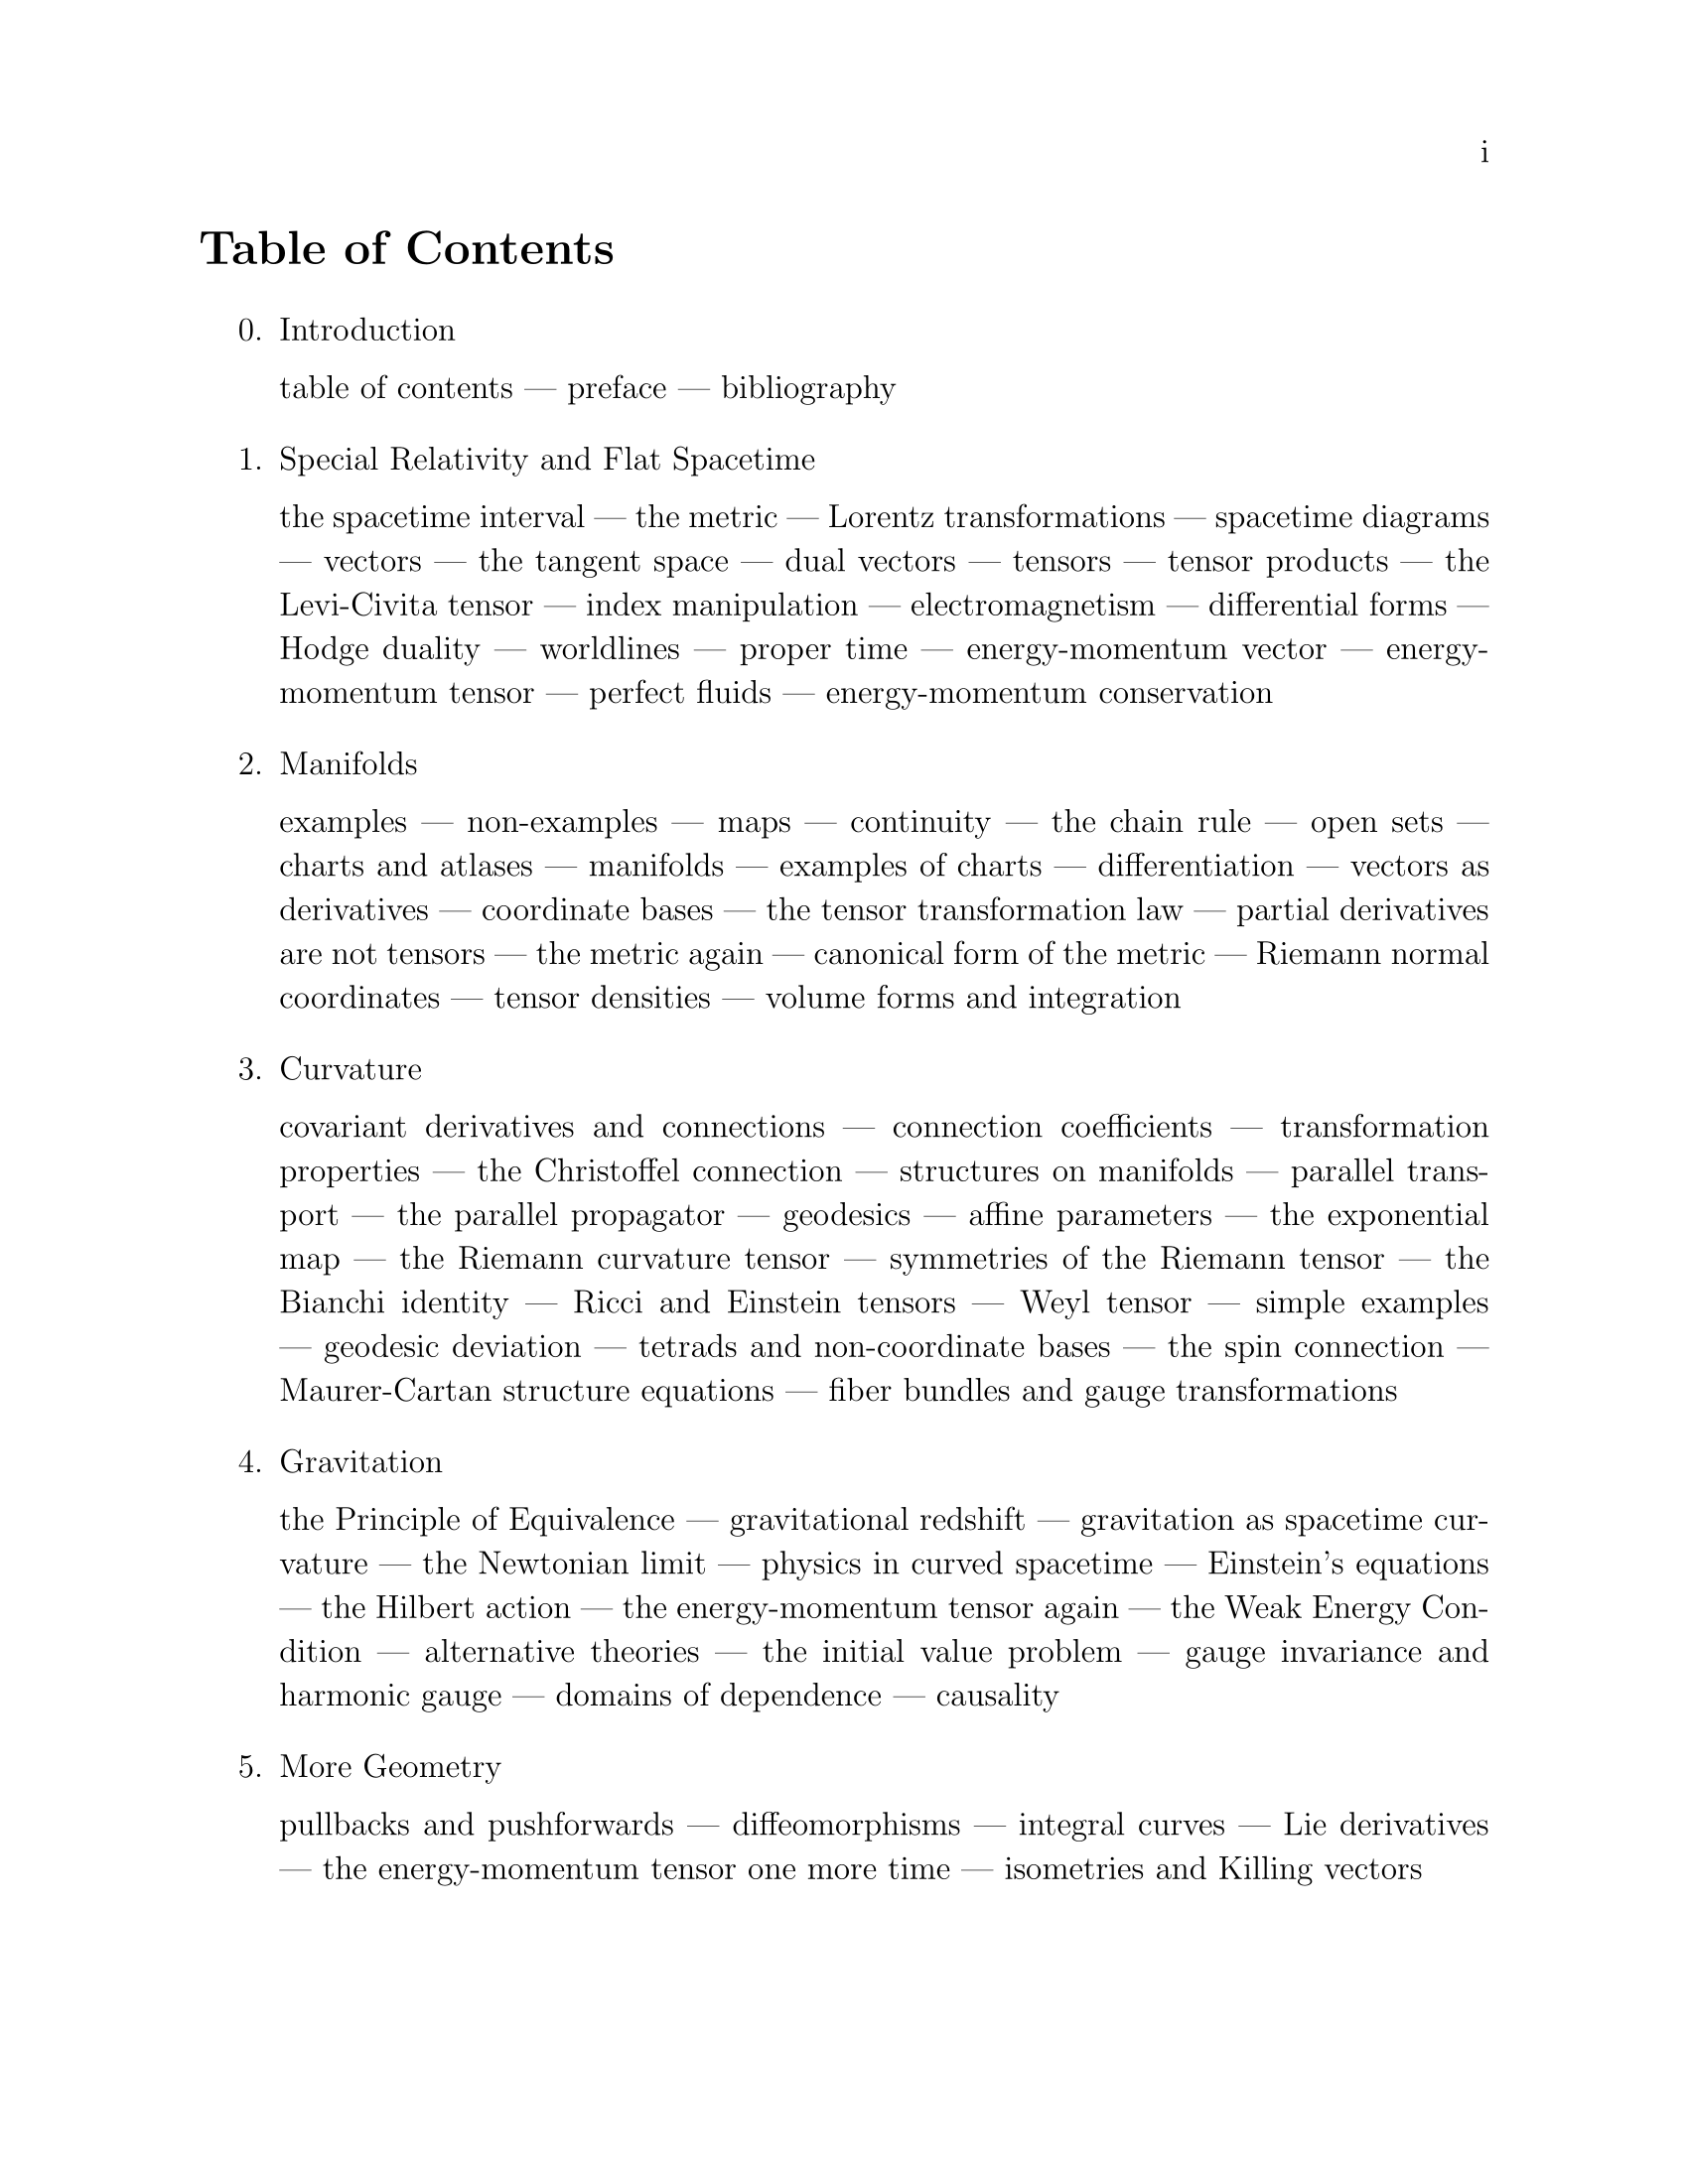 i
Table of Contents
0. Introduction
table of contents — preface — bibliography
1. Special Relativity and Flat Spacetime
the spacetime interval — the metric — Lorentz transformations — spacetime diagrams
— vectors — the tangent space — dual vectors — tensors — tensor products — the
Levi-Civita tensor — index manipulation — electromagnetism — differential forms —
Hodge duality — worldlines — proper time — energy-momentum vector — energy-
momentum tensor — perfect fluids — energy-momentum conservation
2. Manifolds
examples — non-examples — maps — continuity — the chain rule — open sets —
charts and atlases — manifolds — examples of charts — differentiation — vectors as
derivatives — coordinate bases — the tensor transformation law — partial derivatives
are not tensors — the metric again — canonical form of the metric — Riemann normal
coordinates — tensor densities — volume forms and integration
3. Curvature
covariant derivatives and connections — connection coefficients — transformation
properties — the Christoffel connection — structures on manifolds — parallel trans-
port — the parallel propagator — geodesics — affine parameters — the exponential
map — the Riemann curvature tensor — symmetries of the Riemann tensor — the
Bianchi identity — Ricci and Einstein tensors — Weyl tensor — simple examples
— geodesic deviation — tetrads and non-coordinate bases — the spin connection —
Maurer-Cartan structure equations — fiber bundles and gauge transformations
4. Gravitation
the Principle of Equivalence — gravitational redshift — gravitation as spacetime cur-
vature — the Newtonian limit — physics in curved spacetime — Einstein's equations
— the Hilbert action — the energy-momentum tensor again — the Weak Energy Con-
dition — alternative theories — the initial value problem — gauge invariance and
harmonic gauge — domains of dependence — causality
5. More Geometry
pullbacks and pushforwards — diffeomorphisms — integral curves — Lie derivatives
— the energy-momentum tensor one more time — isometries and Killing vectors